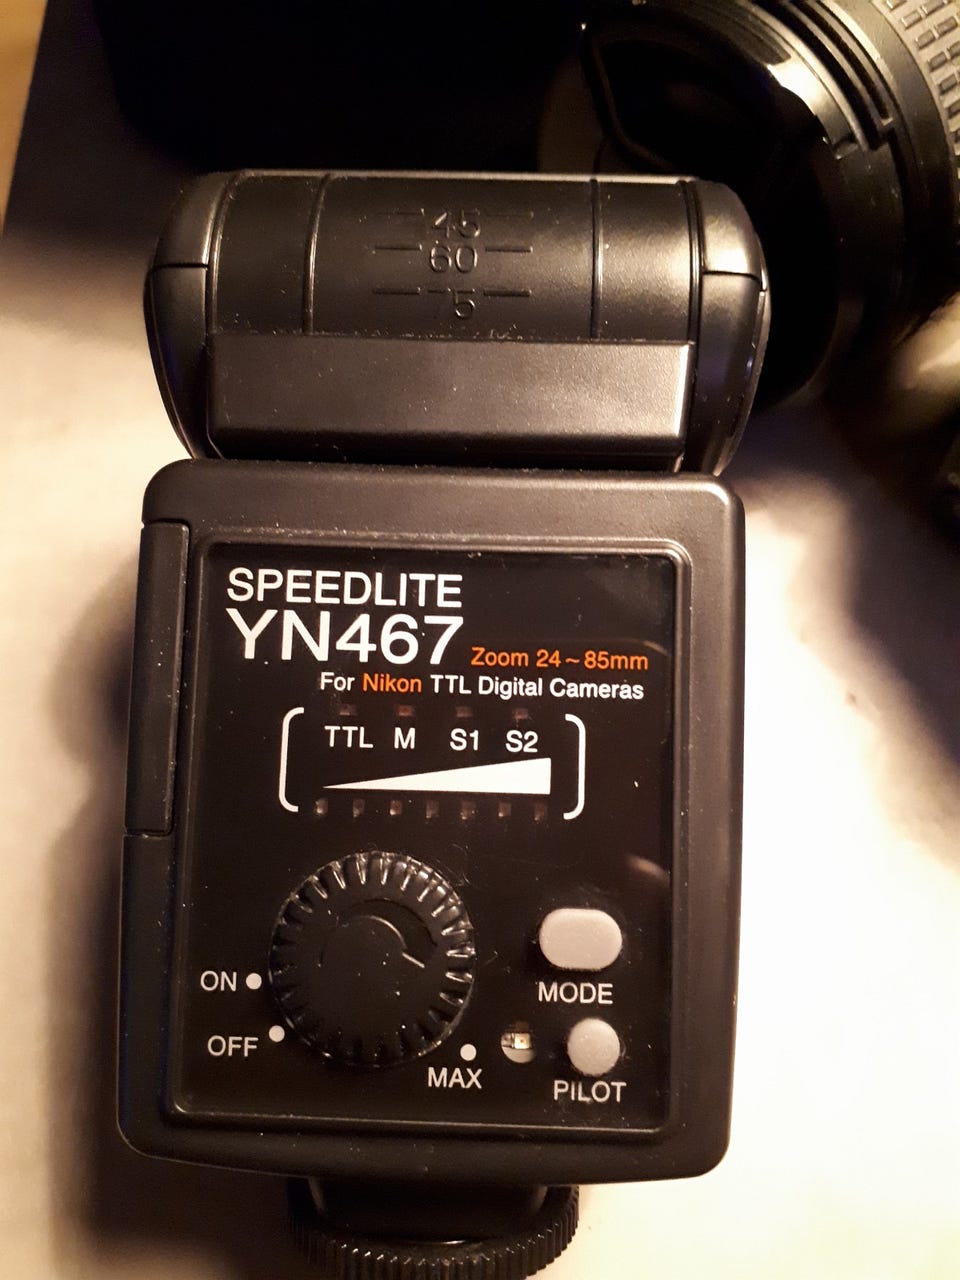 45
60
75
SPEEDLITE
YN467 Zoom 24~85mm
For Nikon TTL Digital Cameras
TTL M S1 S2
ON
OFF
MAX
MODE
PILOT